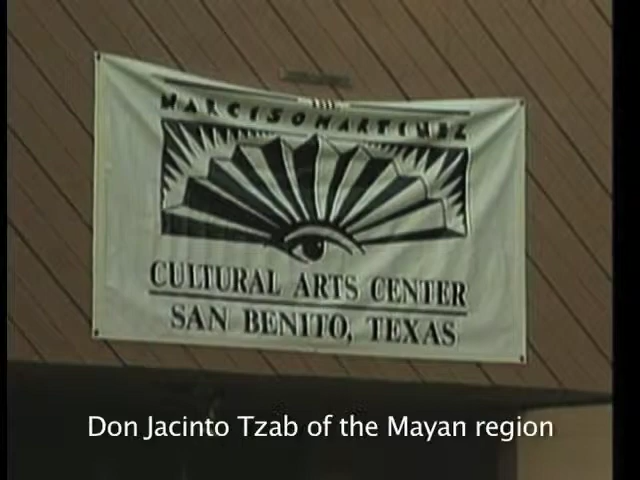 NARCISO MARTINEZ
CULTURAL ARTS CENTER
SAN BENITO, TEXAS
Don Jacinto Tzab of the Mayan region